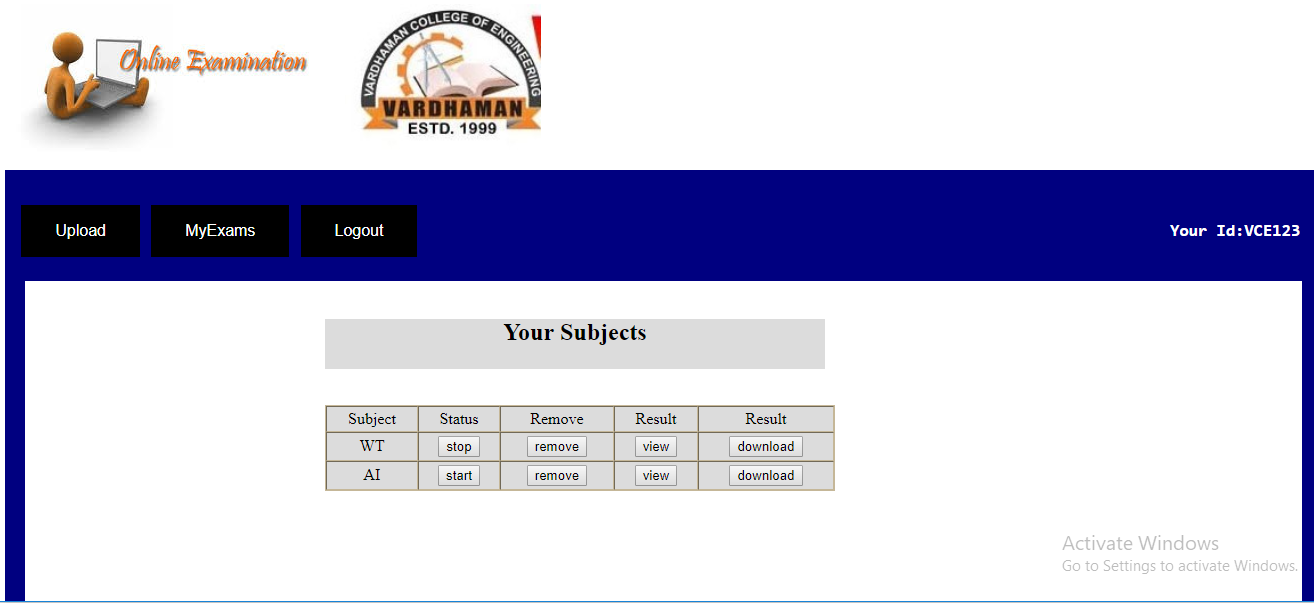 Online Examination
VARDHAMAN COLLEGE OF ENGINEERING
VARDHAMAN
ESTD. 1999
Upload MyExams Logout Your Id:VCE123
Your Subjects
Subject Status Remove Result Result
WT stop remove view download
AI start remove view download
Activate Windows
Go to Settings to activate Windows.